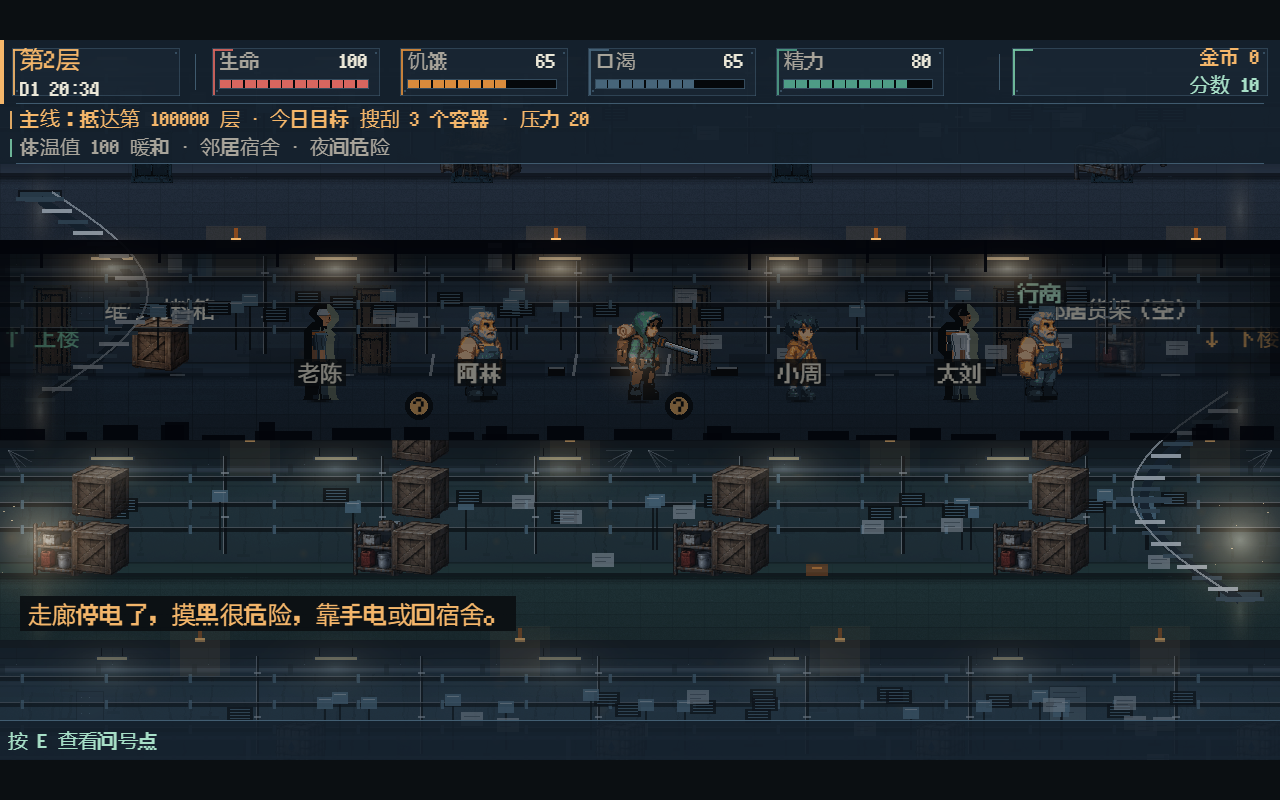 第2层
D1 20:34
生命 100
饥饿 65
口渴 65
精力 80
金币 0
分数 10
主线：抵达第 100000 层 · 今日目标 搜刮 3 个容器 · 压力 20
体温值 100 暖和 · 邻居宿舍 · 夜间危险
行商
居货架（空）
上楼
↓ 下楼
老陈
阿林
小周
大刘
?
?
走廊停电了，摸黑很危险，靠手电或回宿舍。
按 E 查看问号点